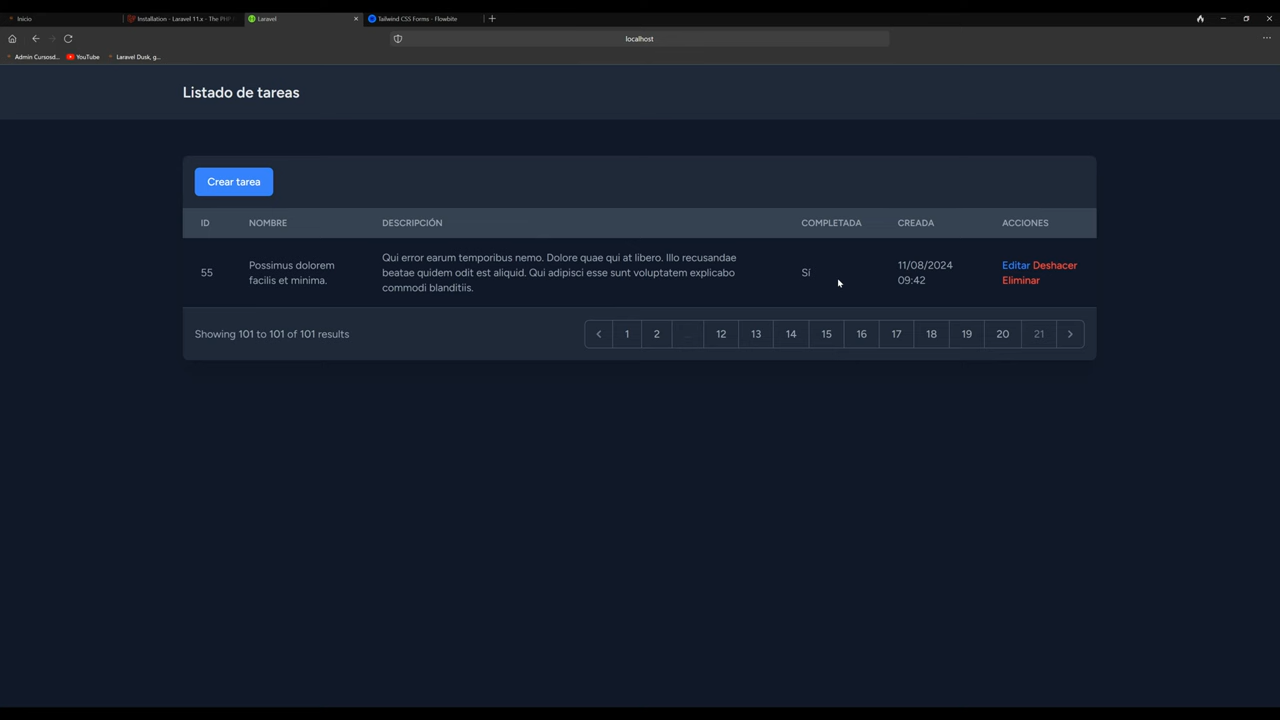 Inicio
Installation - Laravel 11.x - The PHP
Laravel
Tailwind CSS Forms - Flowbite
localhost
Admin Cursosd...
YouTube
Laravel Dusk, g...
Listado de tareas
Crear tarea
ID NOMBRE DESCRIPCIÓN COMPLETADA CREADA ACCIONES
55
Possimus dolorem
facilis et minima.
Qui error earum temporibus nemo. Dolore quae qui at libero. Illo recusandae
beatae quidem odit est aliquid. Qui adipisci esse sunt voluptatem explicabo
commodi blanditiis.
Sí
11/08/2024
09:42
Editar Deshacer
Eliminar
Showing 101 to 101 of 101 results
1 2 ... 12 13 14 15 16 17 18 19 20 21